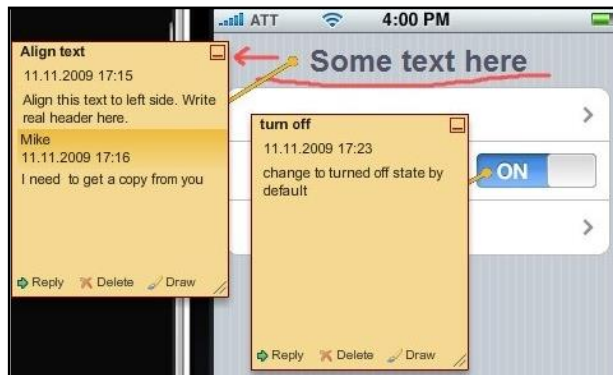 ATT 4:00 PM
Some text here
Align text
11.11.2009 17:15
Align this text to left side. Write
real header here.
Mike
11.11.2009 17:16
I need to get a copy from you
Reply Delete Draw
turn off
11.11.2009 17:23
change to turned off state by
default
Reply Delete Draw
ON